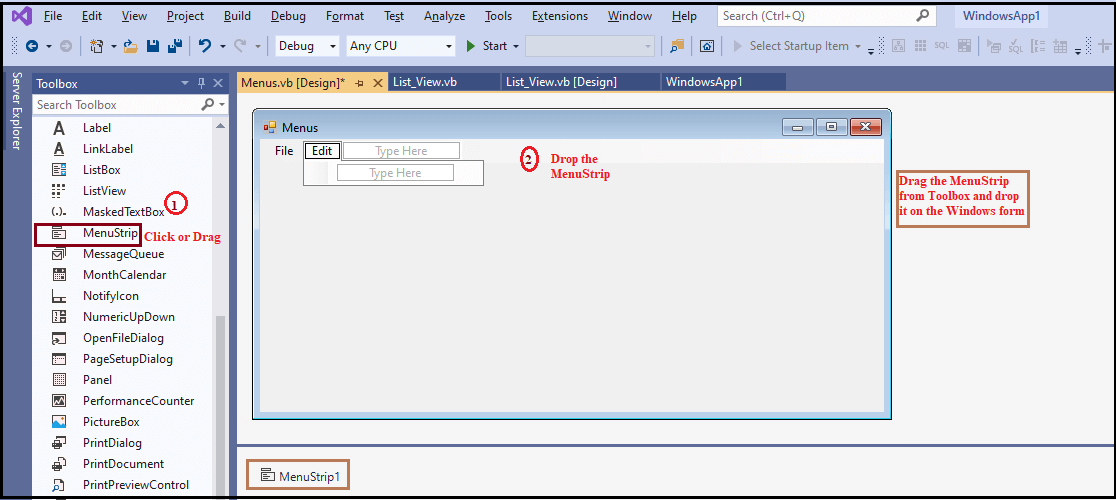 File Edit View Project Build Debug Format Test Analyze Tools Extensions Window Help Search (Ctrl+Q) WindowsApp1
Debug Any CPU Start Select Startup Item SQL SQL
Server Explorer
Toolbox
Search Toolbox
Label
LinkLabel
ListBox
ListView
MaskedTextBox
MenuStrip
MessageQueue
MonthCalendar
NotifyIcon
NumericUpDown
OpenFileDialog
PageSetupDialog
Panel
PerformanceCounter
PictureBox
PrintDialog
PrintDocument
PrintPreviewControl
1
Click or Drag
Menus.vb [Design]* List_View.vb List_View.vb [Design] WindowsApp1
Menus
File Edit Type Here
Type Here
2 Drop the
MenuStrip
Drag the MenuStrip
from Toolbox and drop
it on the Windows form
MenuStrip1